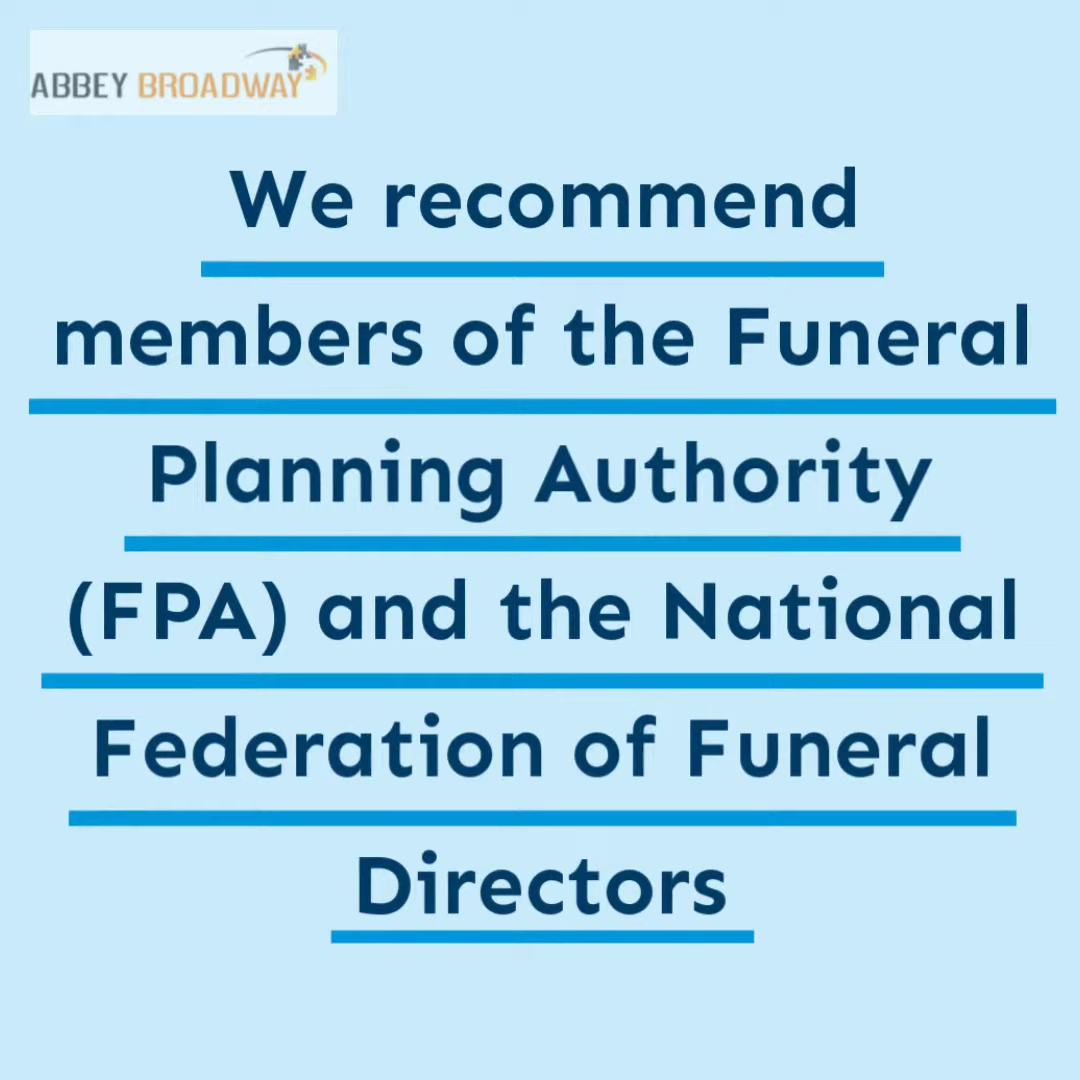 ABBEY BROADWAY
We recommend
members of the Funeral
Planning Authority
(FPA) and the National
Federation of Funeral
Directors